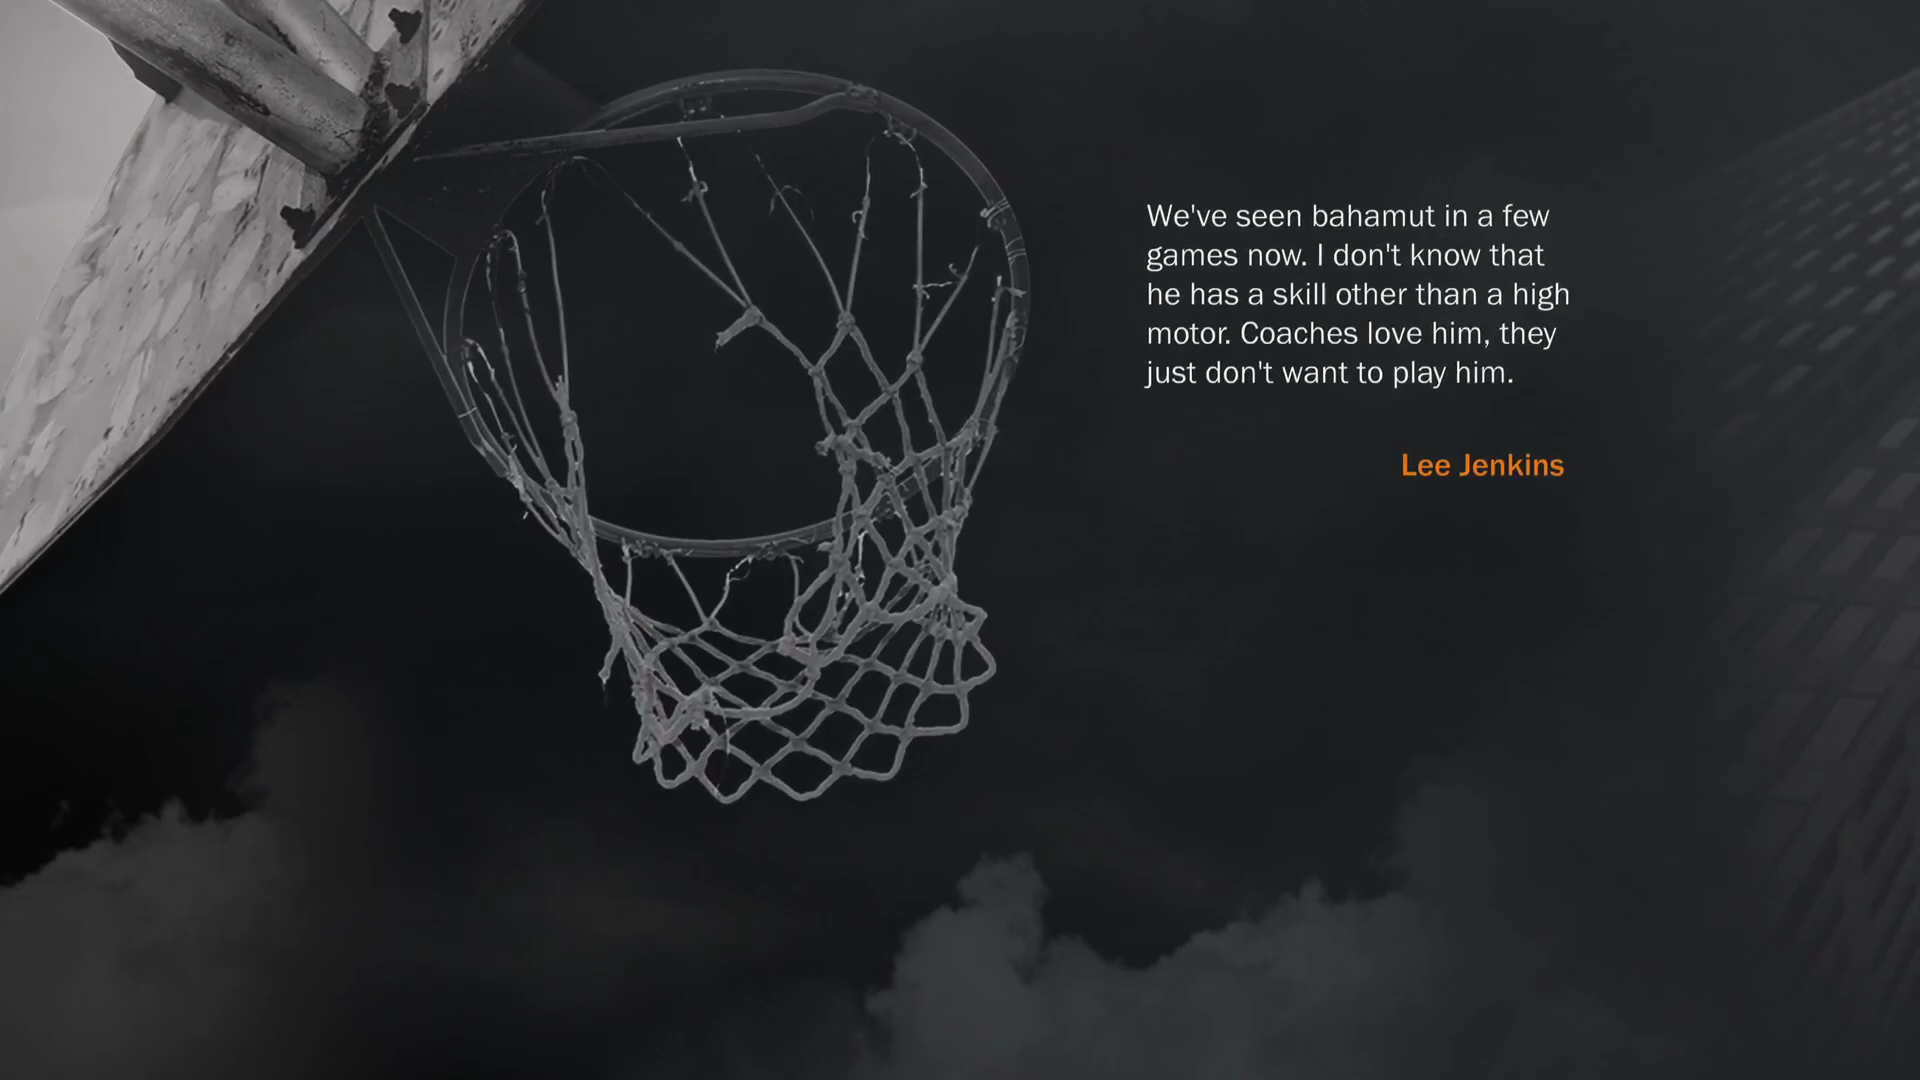 We've seen bahamut in a few
games now. I don't know that
he has a skill other than a high
motor. Coaches love him, they
just don't want to play him.
Lee Jenkins